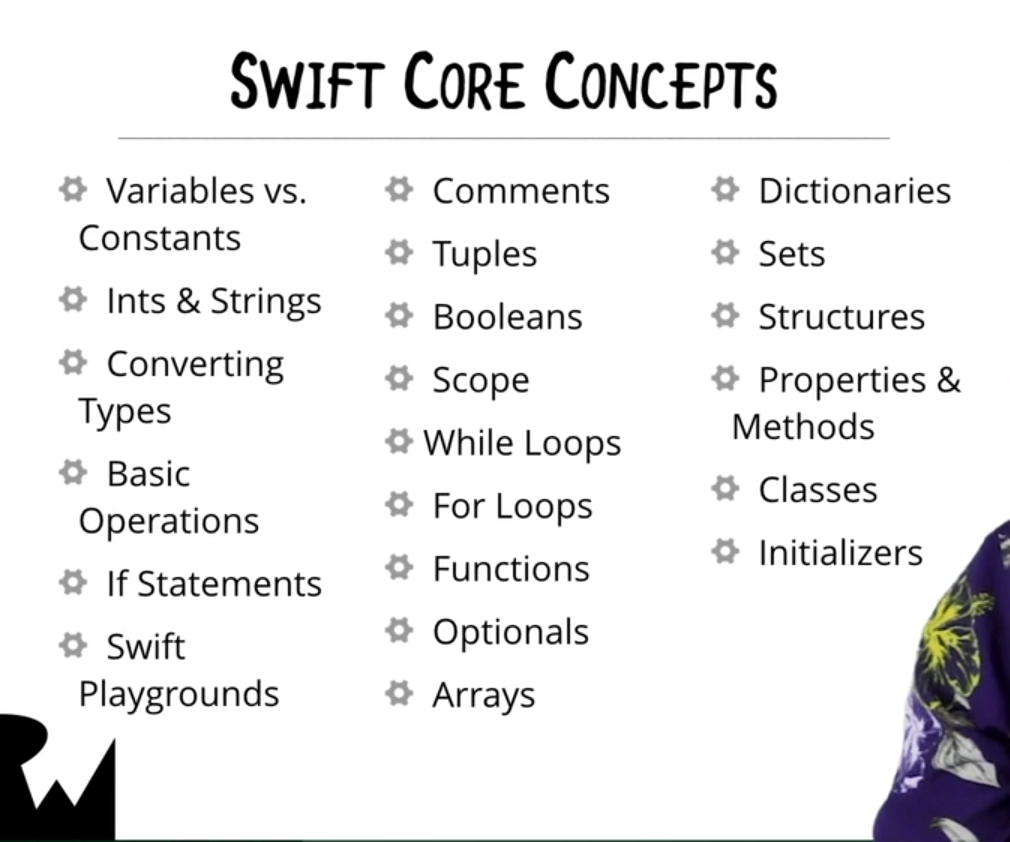 Swift Core Concepts
Variables vs.
Constants
Ints & Strings
Converting
Types
Basic
Operations
If Statements
Swift
Playgrounds
Comments
Tuples
Booleans
Scope
While Loops
For Loops
Functions
Optionals
Arrays
Dictionaries
Sets
Structures
Properties &
Methods
Classes
Initializers
RW